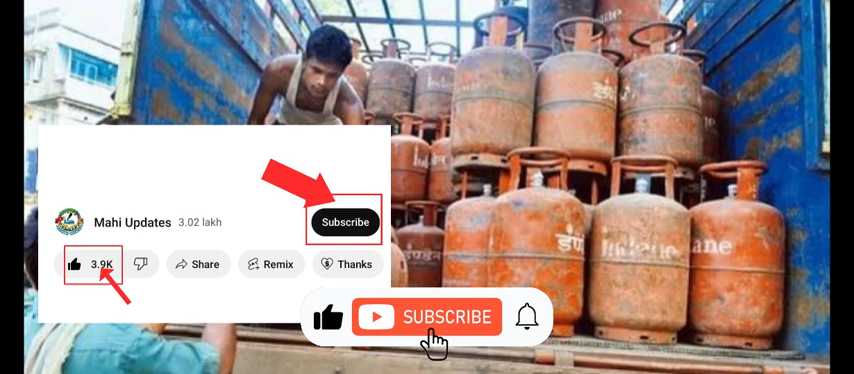 Mahi Updates 3.02 lakh
Subscribe
3.9K
Share
Remix
Thanks
SUBSCRIBE